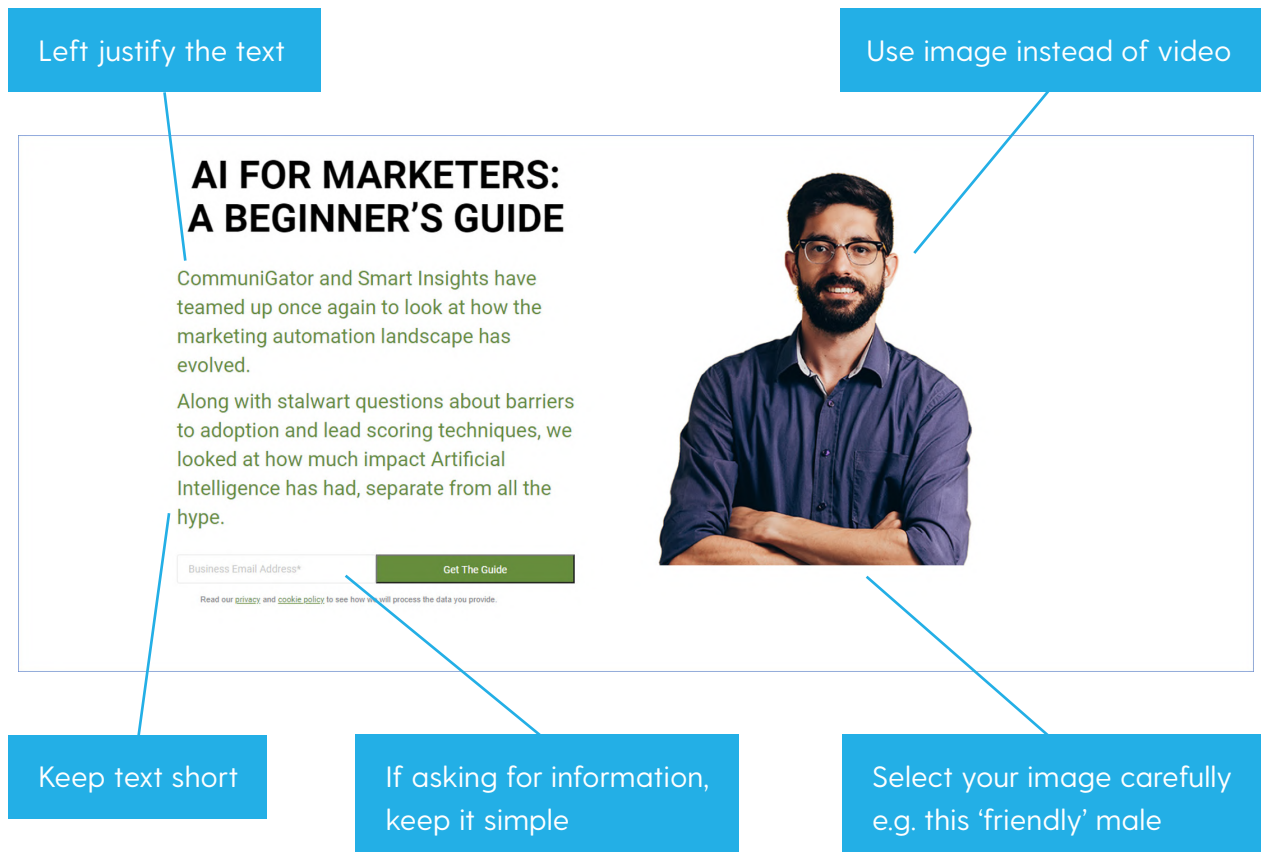 Left justify the text
Use image instead of video
AI FOR MARKETERS:
A BEGINNER’S GUIDE
CommuniGator and Smart Insights have
teamed up once again to look at how the
marketing automation landscape has
evolved.
Along with stalwart questions about barriers
to adoption and lead scoring techniques, we
looked at how much impact Artificial
Intelligence has had, separate from all the
hype.
Business Email Address*
Get The Guide
Read our privacy and cookie policy to see how we will process the data you provide.
Keep text short
If asking for information,
keep it simple
Select your image carefully
e.g. this ‘friendly’ male